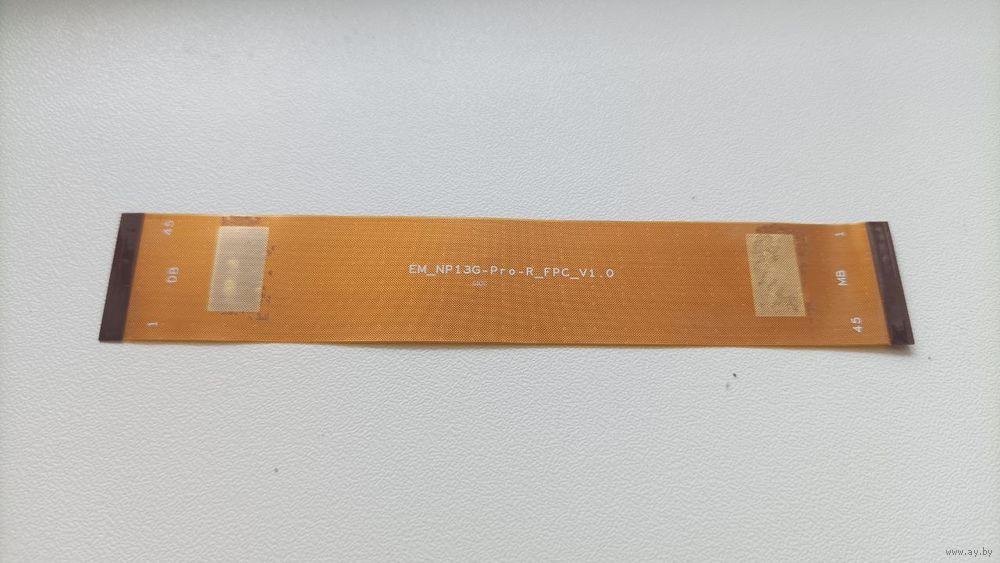 45
DB
1
EM_NP13G-Pro-R_FPC_V1.0
1
MB
45
www.ay.by